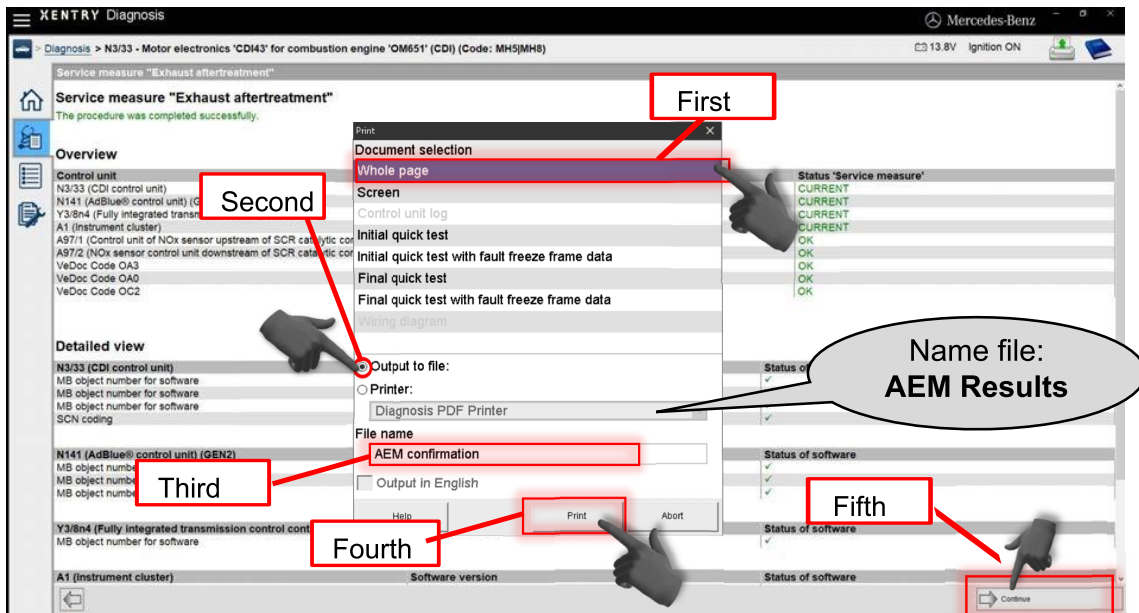 XENTRY Diagnosis
Mercedes-Benz
> Diagnosis > N3/33 - Motor electronics 'CDI43' for combustion engine 'OM651' (CDI) (Code: MH5|MH8)
13.8V Ignition ON
Service measure "Exhaust aftertreatment"
Service measure "Exhaust aftertreatment"
The procedure was completed successfully.
First
Print
Document selection
Whole page
Screen
Control unit log
Initial quick test
Initial quick test with fault freeze frame data
Final quick test
Final quick test with fault freeze frame data
Wiring diagram
Second
Output to file:
Printer:
Diagnosis PDF Printer
File name
AEM confirmation
Output in English
Help
Print
Abort
Third
Fourth
Name file:
AEM Results
Fifth
Overview
Control unit
Status 'Service measure'
N3/33 (CDI control unit)
CURRENT
N141 (AdBlue® control unit) (G
CURRENT
Y3/8n4 (Fully integrated transm
CURRENT
A1 (Instrument cluster)
CURRENT
A97/1 (Control unit of NOx sensor upstream of SCR catalytic con
OK
A97/2 (NOx sensor control unit downstream of SCR catalytic con
OK
VeDoc Code OA3
OK
VeDoc Code OA0
OK
VeDoc Code OC2
OK
Detailed view
N3/33 (CDI control unit)
Status of
MB object number for software
MB object number for software
MB object number for software
SCN coding
N141 (AdBlue® control unit) (GEN2)
Status of software
MB object numbe
MB object numbe
MB object numbe
Y3/8n4 (Fully integrated transmission control cont
Status of software
MB object number for software
A1 (Instrument cluster)
Software version
Status of software
Continue